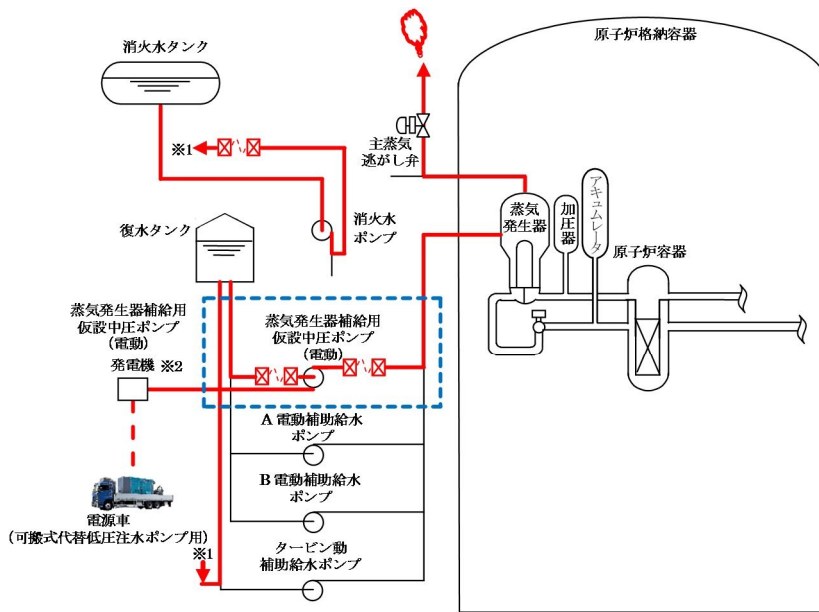 原子炉格納容器
消火水タンク
※1
主蒸気
逃がし弁
消火水
ポンプ
復水タンク
蒸気
発生器
加圧器
アキュムレータ
原子炉容器
蒸気発生器補給用
仮設中圧ポンプ
(電動)
発電機 ※2
蒸気発生器補給用
仮設中圧ポンプ
(電動)
A電動補助給水
ポンプ
B電動補助給水
ポンプ
電源車
(可搬式代替低圧注水ポンプ用)
※1
タービン動
補助給水ポンプ